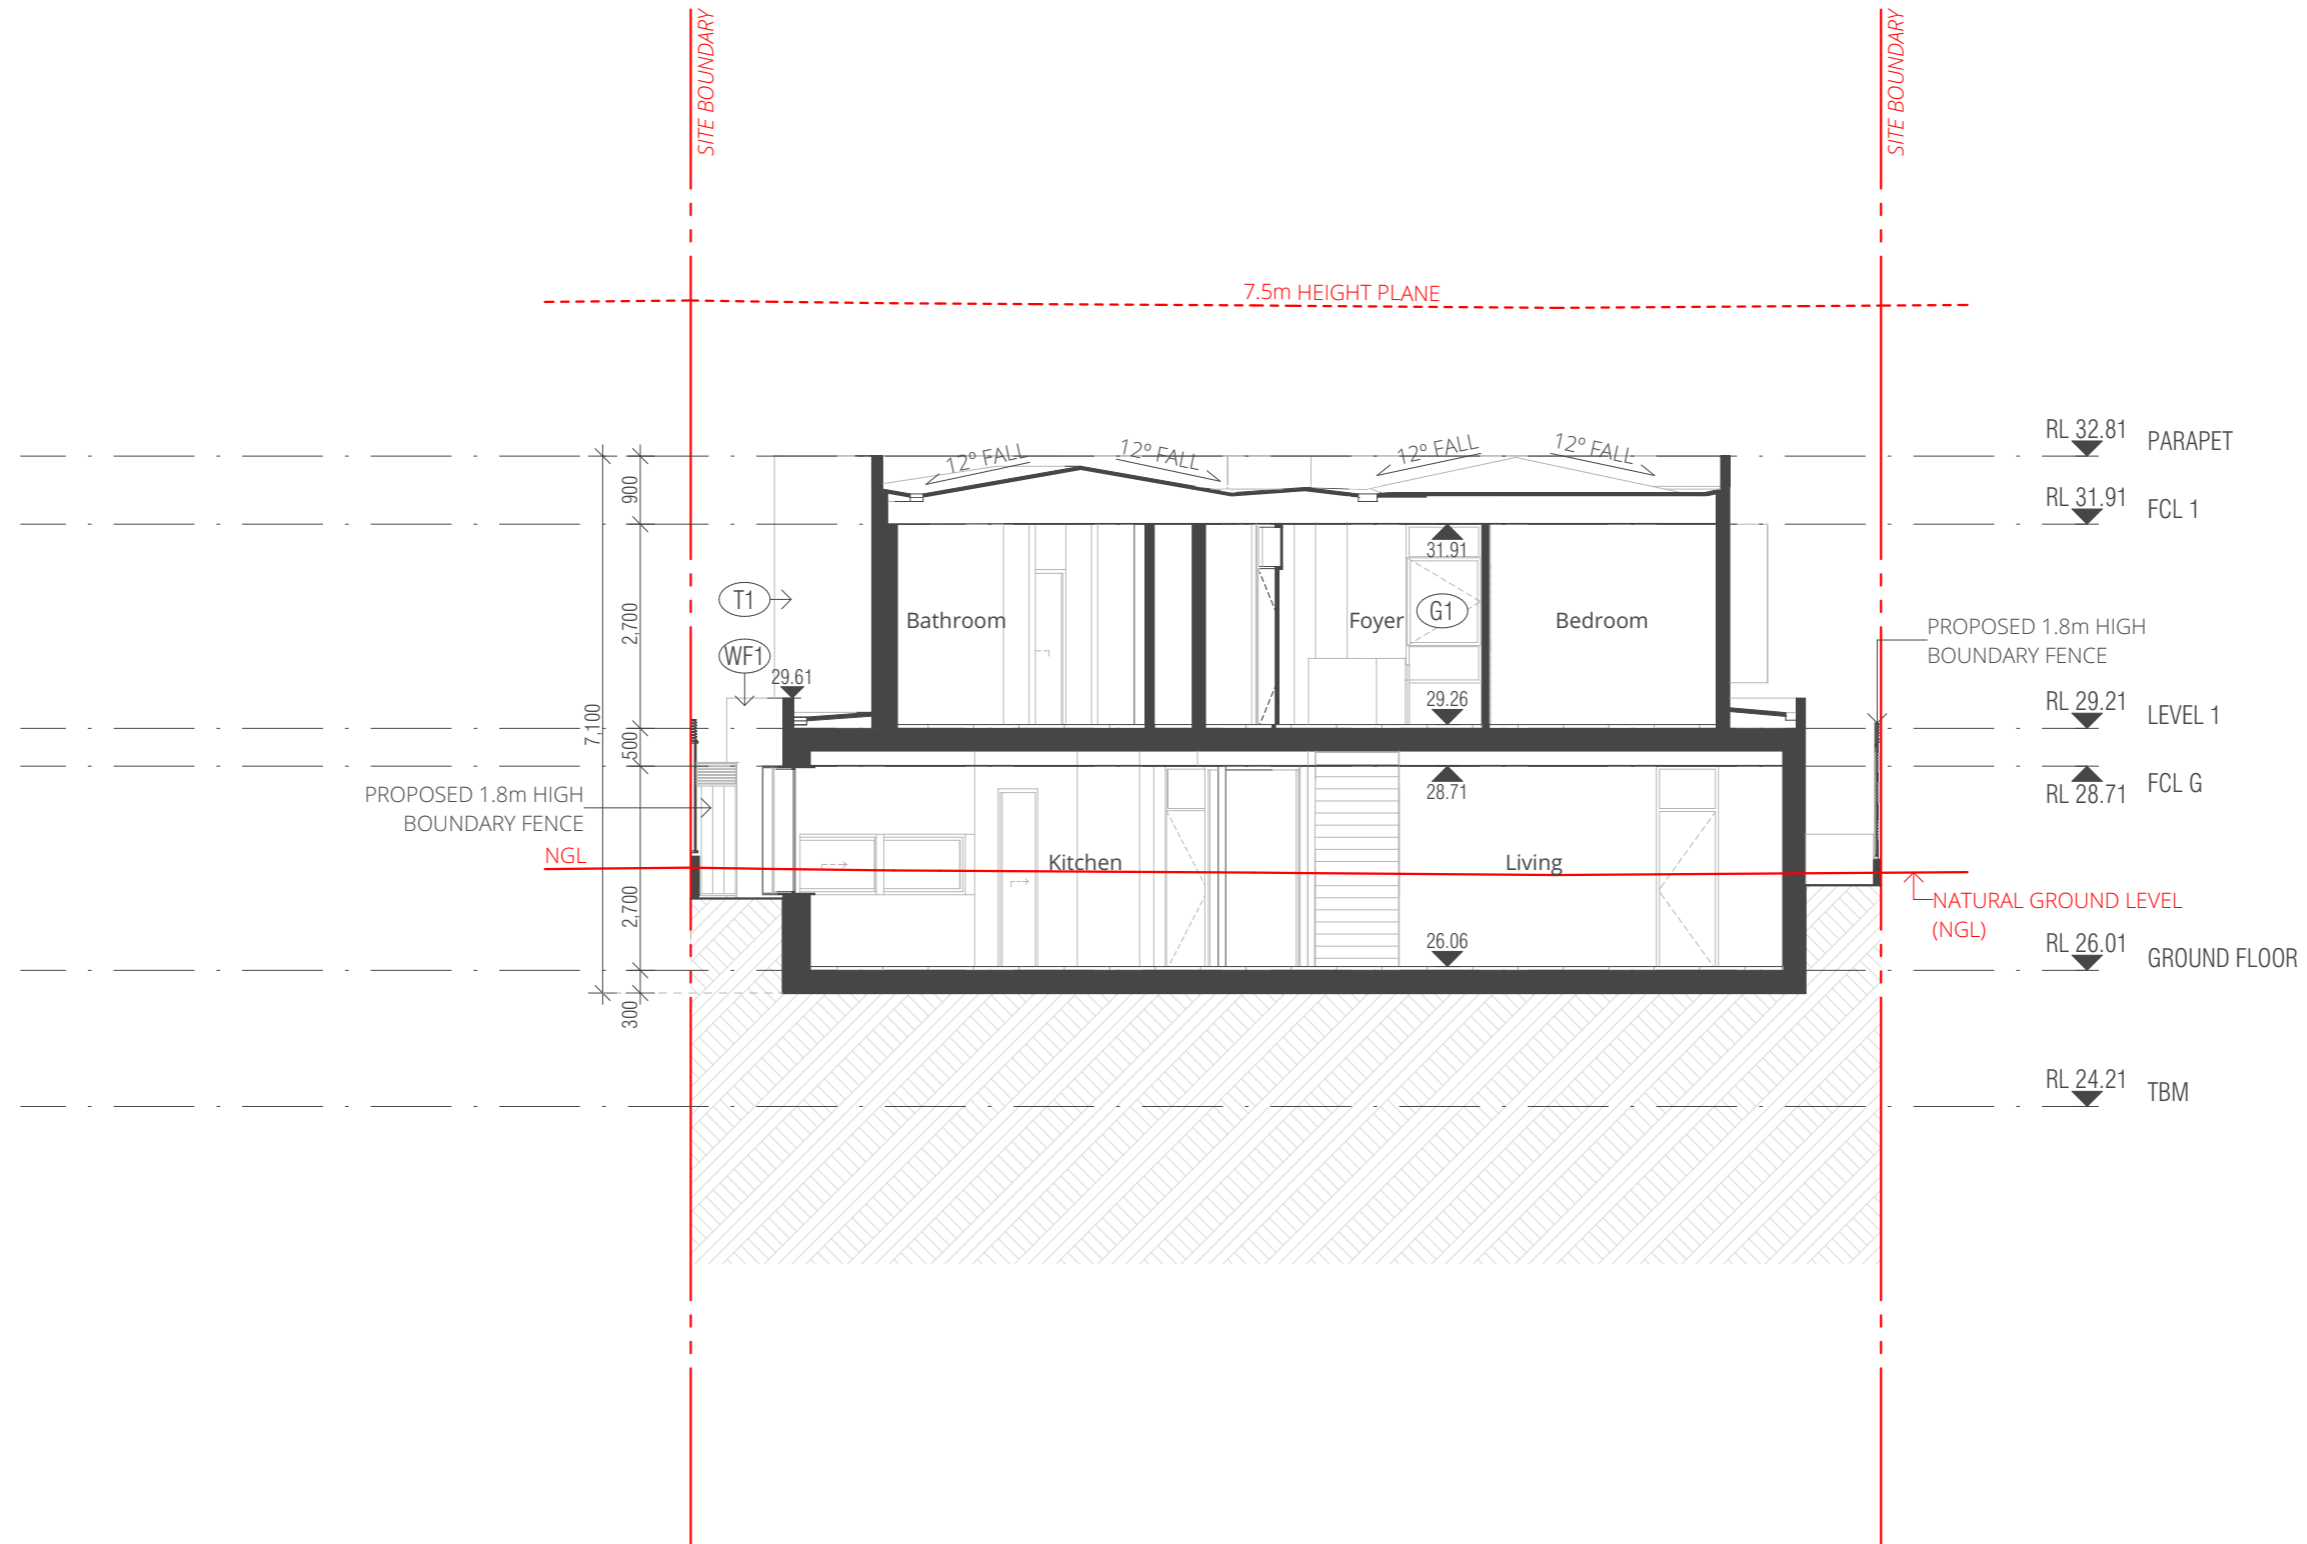 SITE BOUNDARY
SITE BOUNDARY
7.5m HEIGHT PLANE
12º FALL
12º FALL
12º FALL
12º FALL
RL 32.81
PARAPET
900
RL 31.91
FCL 1
31.91
T1
2,700
Bathroom
Foyer
G1
Bedroom
PROPOSED 1.8m HIGH
BOUNDARY FENCE
WF1
29.61
29.26
RL 29.21
LEVEL 1
7,100
500
28.71
FCL G
RL 28.71
PROPOSED 1.8m HIGH
BOUNDARY FENCE
NGL
Kitchen
Living
2,700
NATURAL GROUND LEVEL
(NGL)
26.06
RL 26.01
GROUND FLOOR
300
RL 24.21
TBM